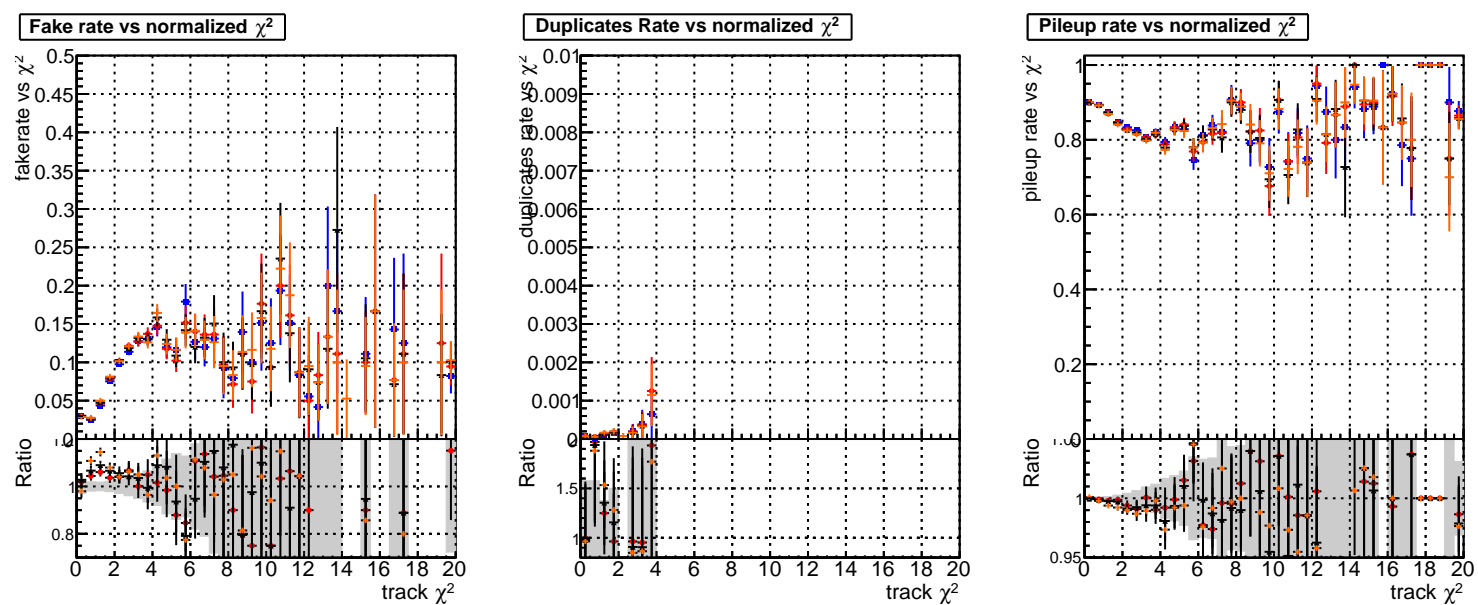 Fake rate vs normalized χ²
fakerate vs χ²
0.5
0.45
0.4
0.35
0.3
0.25
0.2
0.15
0.1
0.05
0
Ratio
1
0.8
0 2 4 6 8 10 12 14 16 18 20
track χ²
Duplicates Rate vs normalized χ²
duplicates rate vs χ²
0.01
0.009
0.008
0.007
0.006
0.005
0.004
0.003
0.002
0.001
0
Ratio
1.5
1
0 2 4 6 8 10 12 14 16 18 20
track χ²
Pileup rate vs normalized χ²
pileup rate vs χ²
1
0.8
0.6
0.4
0.2
0
Ratio
1
0.95
0 2 4 6 8 10 12 14 16 18 20
track χ²